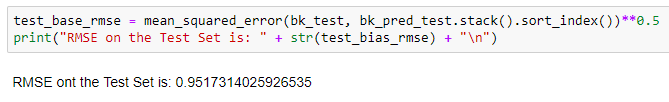 test_base_rmse = mean_squared_error(bk_test, bk_pred_test.stack().sort_index())**0.5
print("RMSE on the Test Set is: " + str(test_bias_rmse) + "\n")
RMSE ont the Test Set is: 0.9517314025926535